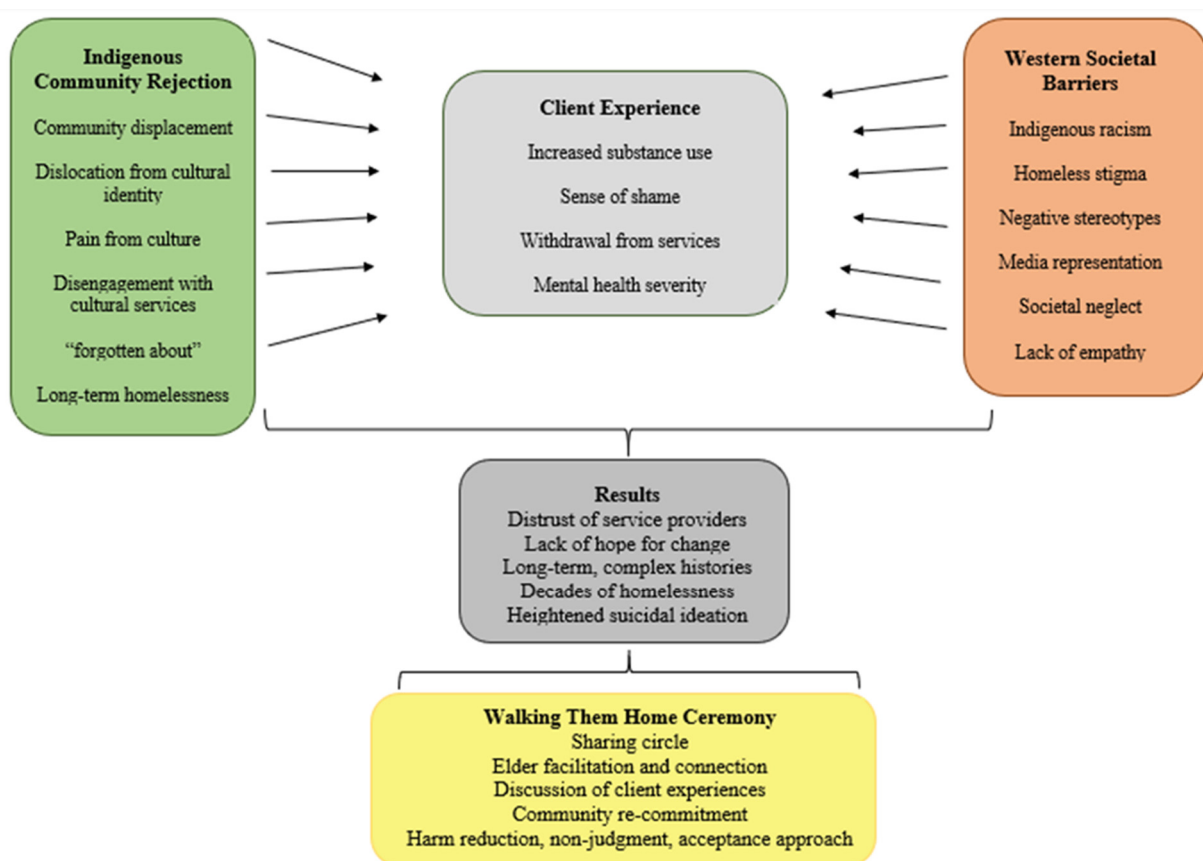 Indigenous
Community Rejection
Community displacement
Dislocation from cultural
identity
Pain from culture
Disengagement with
cultural services
“forgotten about”
Long-term homelessness
Client Experience
Increased substance use
Sense of shame
Withdrawal from services
Mental health severity
Western Societal
Barriers
Indigenous racism
Homeless stigma
Negative stereotypes
Media representation
Societal neglect
Lack of empathy
Results
Distrust of service providers
Lack of hope for change
Long-term, complex histories
Decades of homelessness
Heightened suicidal ideation
Walking Them Home Ceremony
Sharing circle
Elder facilitation and connection
Discussion of client experiences
Community re-commitment
Harm reduction, non-judgment, acceptance approach